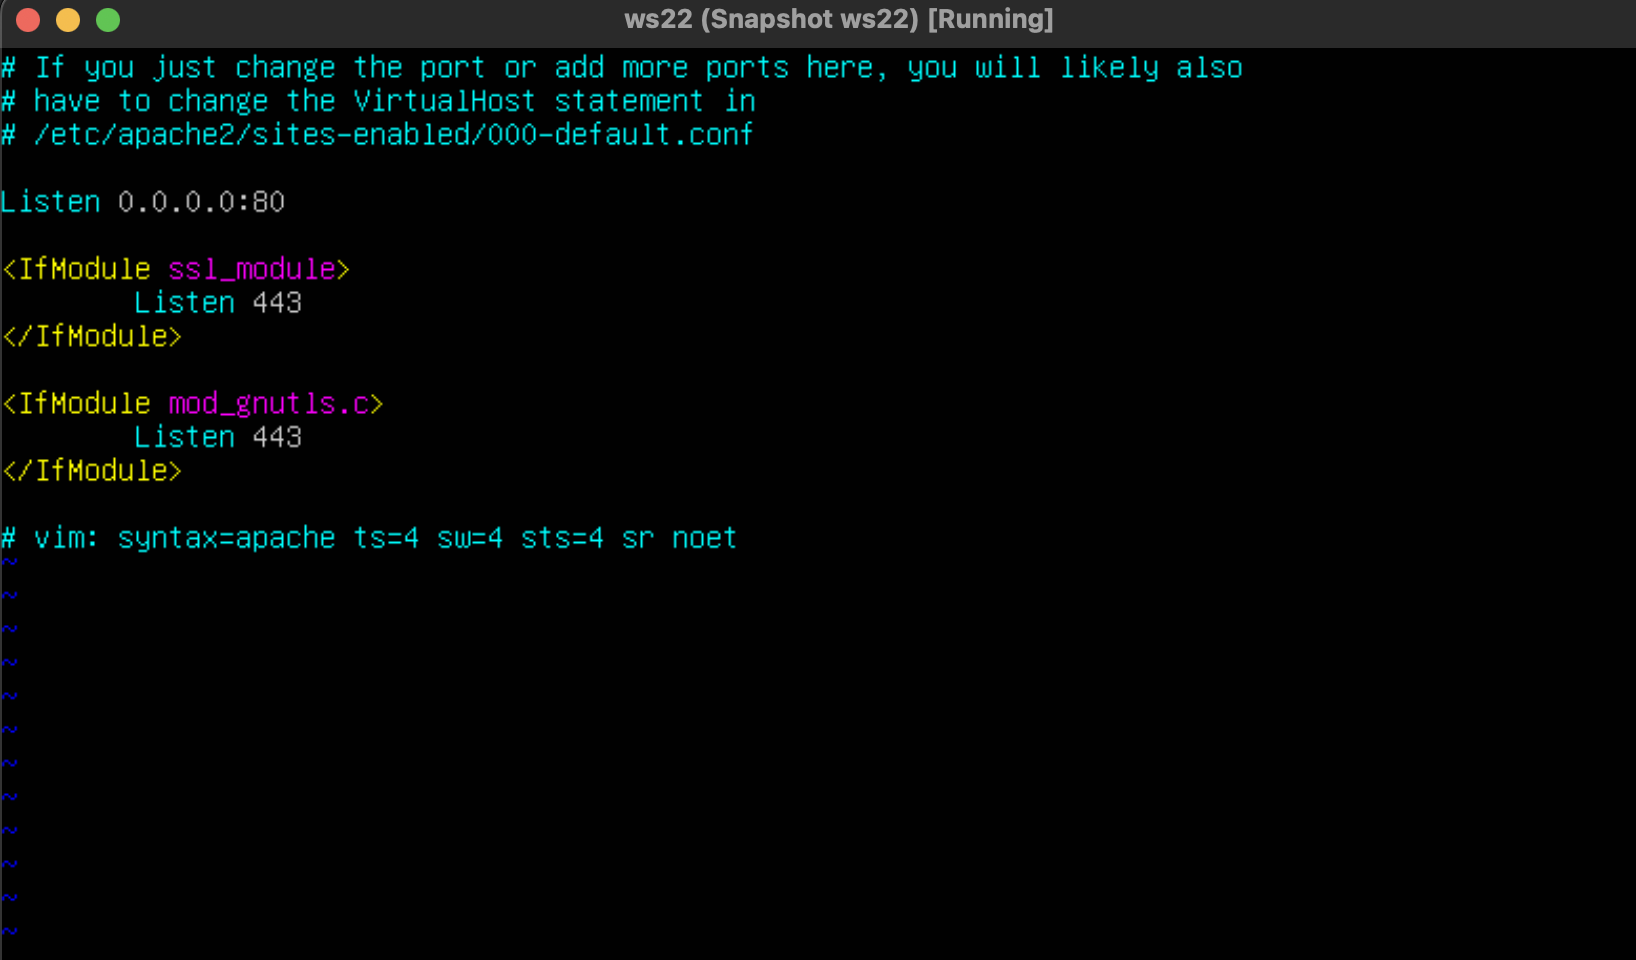 ws22 (Snapshot ws22) [Running]
# If you just change the port or add more ports here, you will likely also
# have to change the VirtualHost statement in
# /etc/apache2/sites-enabled/000-default.conf
Listen 0.0.0.0:80
<IfModule ssl_module>
Listen 443
</IfModule>
<IfModule mod_gnutls.c>
Listen 443
</IfModule>
# vim: syntax=apache ts=4 sw=4 sts=4 sr noet
~
~
~
~
~
~
~
~
~
~
~
~